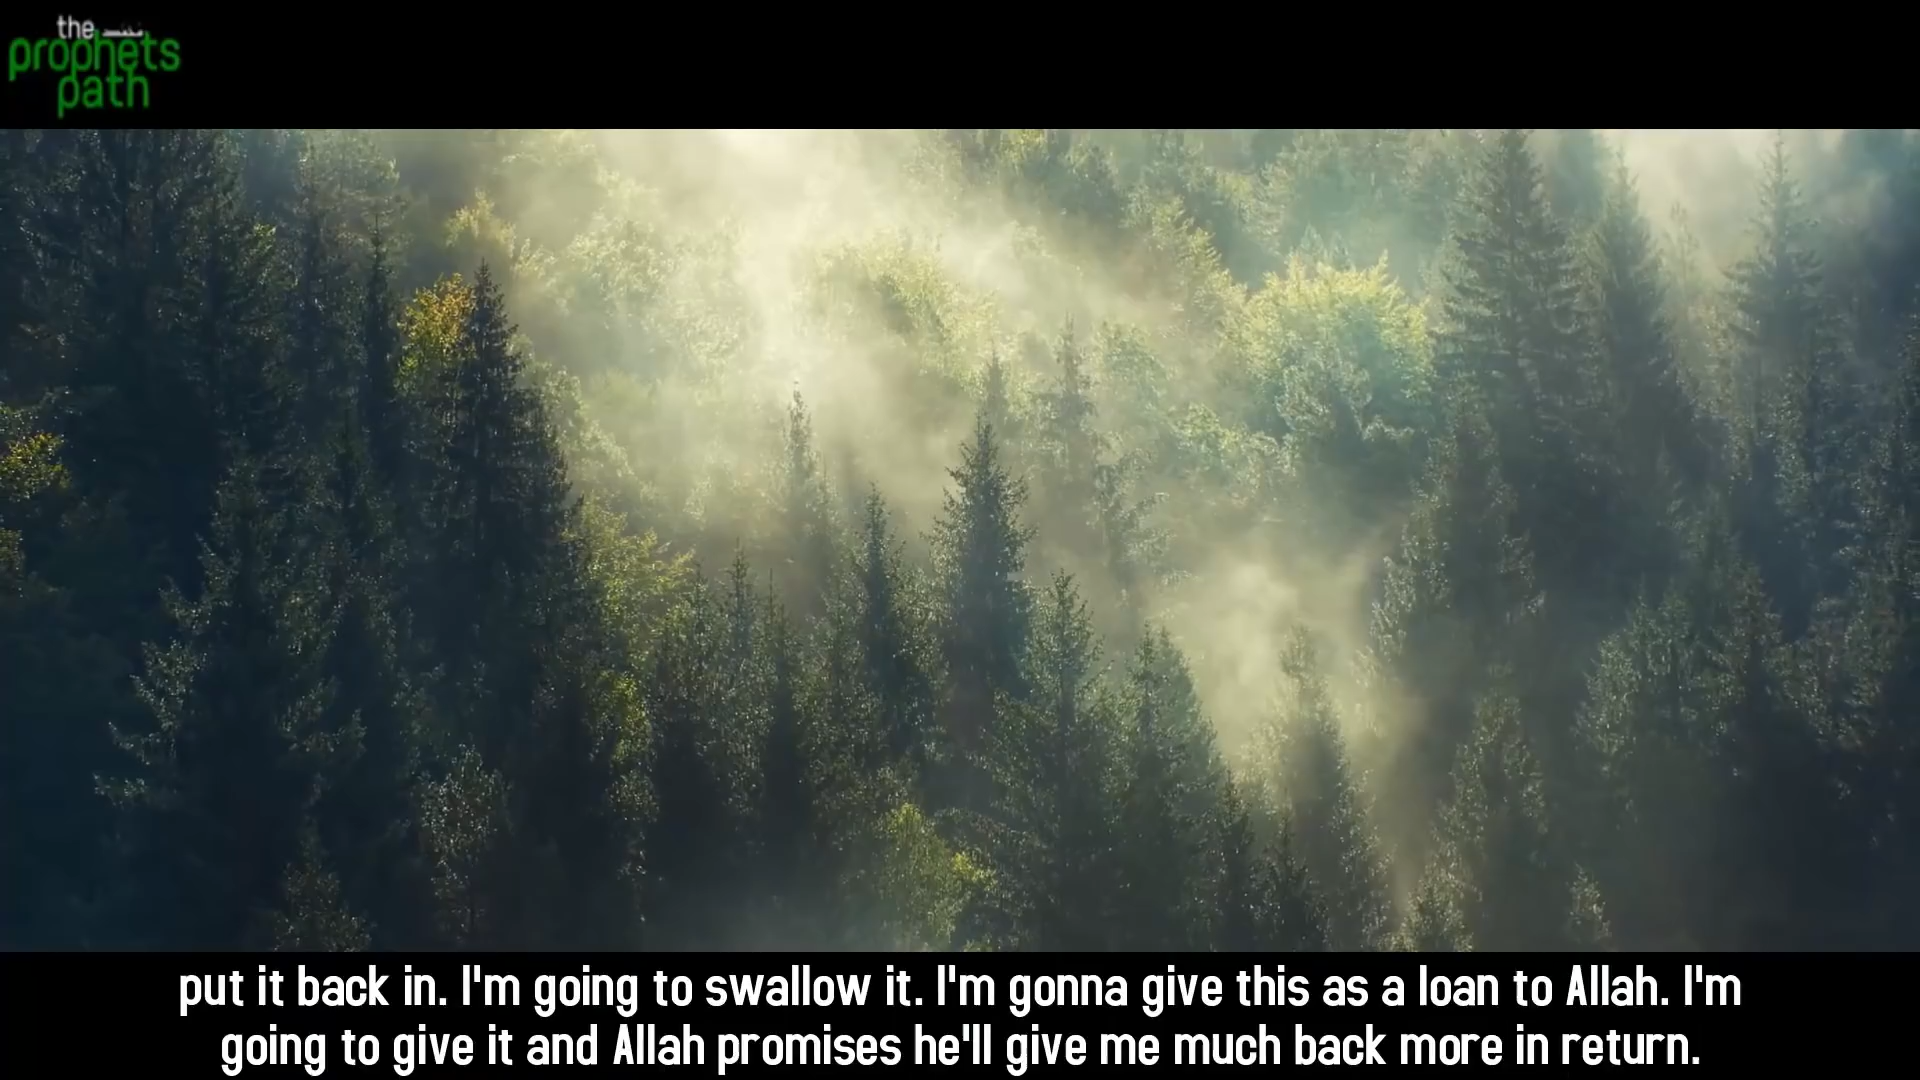 the
prophets
path
put it back in. I'm going to swallow it. I'm gonna give this as a loan to Allah. I'm
going to give it and Allah promises he'll give me much back more in return.